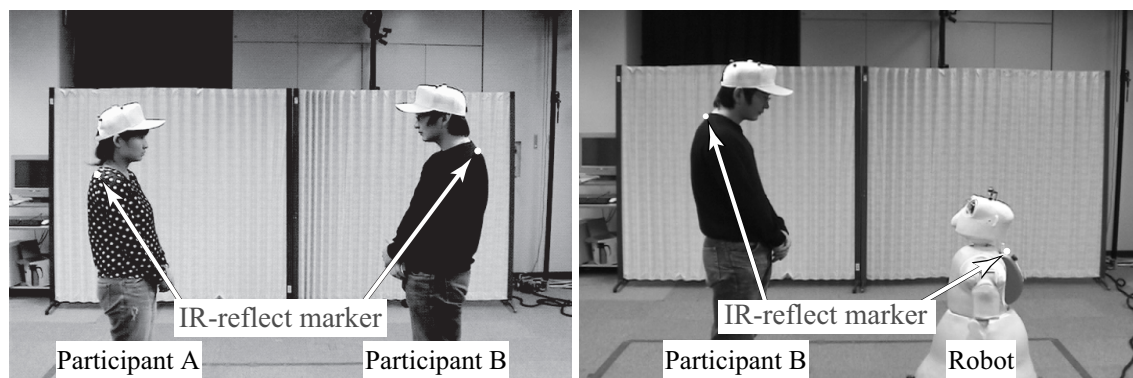 IR-reflect marker
Participant A
Participant B
IR-reflect marker
Participant B
Robot